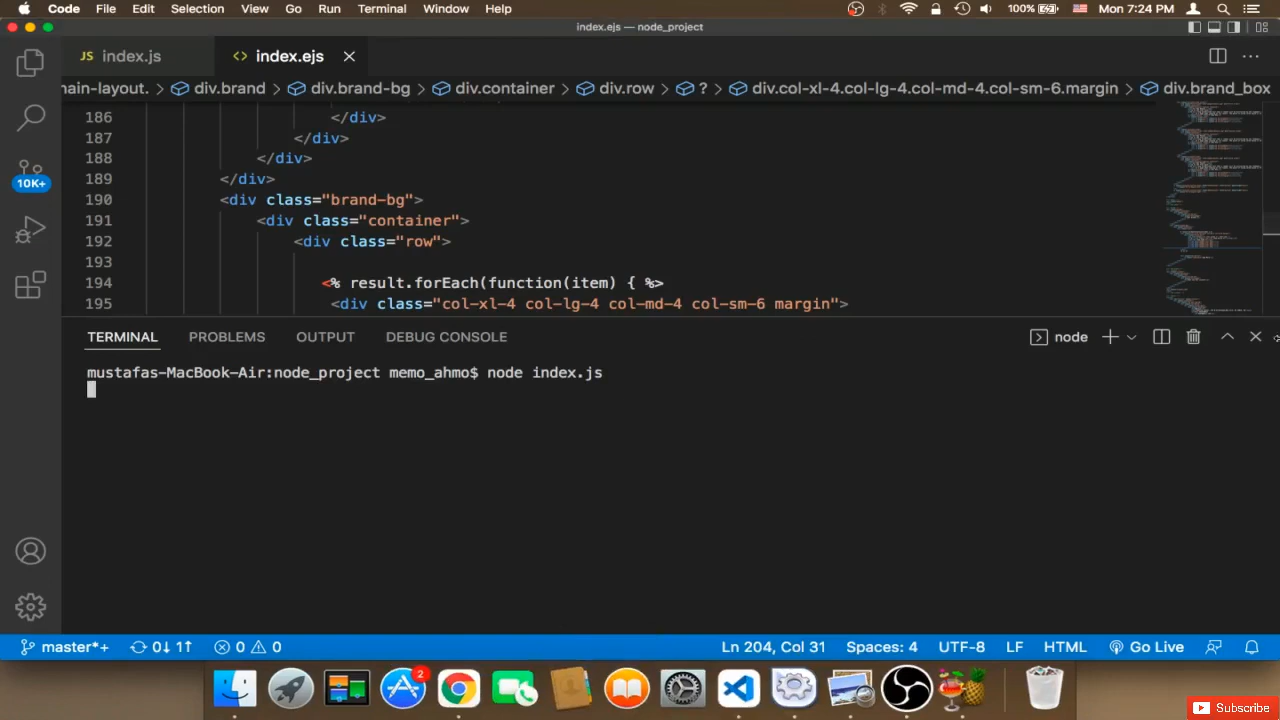 Code File Edit Selection View Go Run Terminal Window Help 100% Mon 7:24 PM
index.ejs — node_project
JS index.js <> index.ejs
nain-layout. > div.brand > div.brand-bg > div.container > div.row > ? > div.col-xl-4.col-lg-4.col-md-4.col-sm-6.margin > div.brand_box
186 </div>
187 </div>
188 </div>
189 </div>
190 <div class="brand-bg">
191 <div class="container">
192 <div class="row">
193
194 <% result.forEach(function(item) { %>
195 <div class="col-xl-4 col-lg-4 col-md-4 col-sm-6 margin">
10K+
TERMINAL PROBLEMS OUTPUT DEBUG CONSOLE node
mustafas-MacBook-Air:node_project memo_ahmo$ node index.js
master*+ 0↓ 1↑ 0 0 Ln 204, Col 31 Spaces: 4 UTF-8 LF HTML Go Live
2
Subscribe